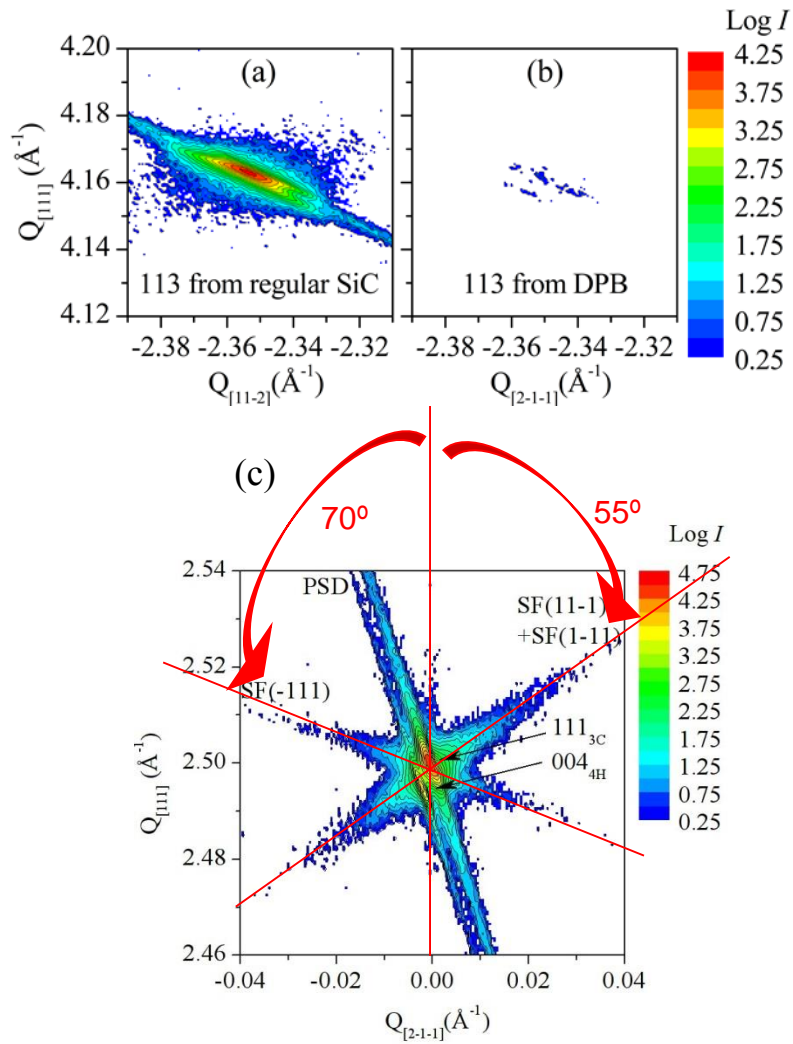 Log I
4.25
3.75
3.25
2.75
2.25
1.75
1.25
0.75
0.25
(a)
(b)
4.20
4.18
4.16
4.14
4.12
Q[111] (Å-1)
113 from regular SiC
113 from DPB
-2.38 -2.36 -2.34 -2.32
-2.38 -2.36 -2.34 -2.32
Q[11-2](Å-1)
Q[2-1-1](Å-1)
(c)
70º
55º
Log I
4.75
4.25
3.75
3.25
2.75
2.25
1.75
1.25
0.75
0.25
2.54
2.52
2.50
2.48
2.46
Q[111] (Å-1)
PSD
SF(11-1)
+SF(1-11)
SF(-111)
1113C
0044H
-0.04 -0.02 0.00 0.02 0.04
Q[2-1-1](Å-1)